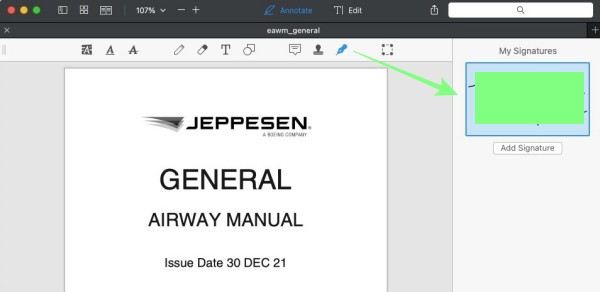 107%
Annotate
T Edit
eawm_general
A A A T
My Signatures
Add Signature
JEPPESEN®
A BOEING COMPANY
GENERAL
AIRWAY MANUAL
Issue Date 30 DEC 21